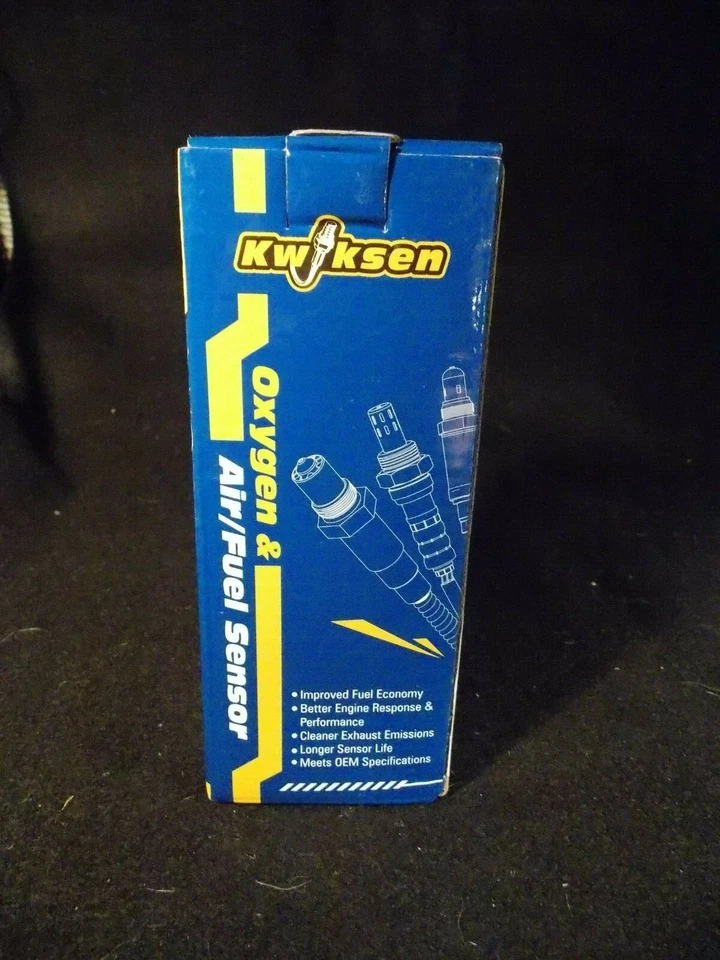 Kwiksen
Oxygen &
Air/Fuel Sensor
• Improved Fuel Economy
• Better Engine Response &
Performance
• Cleaner Exhaust Emissions
• Longer Sensor Life
• Meets OEM Specifications